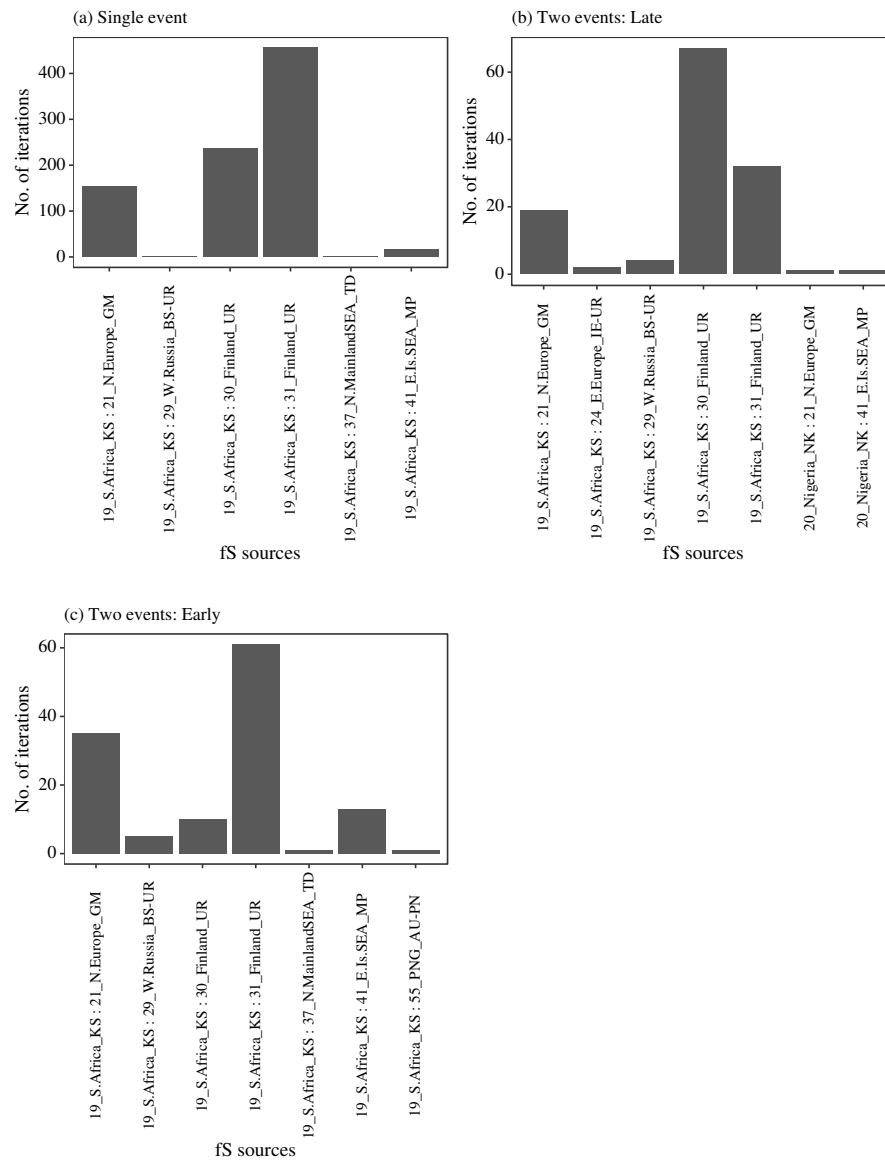 (a) Single event
No. of iterations
400
300
200
100
0
19_S.Africa_KS : 21_N.Europe_GM
19_S.Africa_KS : 29_W.Russia_BS-UR
19_S.Africa_KS : 30_Finland_UR
19_S.Africa_KS : 31_Finland_UR
19_S.Africa_KS : 37_N.MainlandSEA_TD
19_S.Africa_KS : 41_E.Is.SEA_MP
fS sources
(b) Two events: Late
No. of iterations
60
40
20
0
19_S.Africa_KS : 21_N.Europe_GM
19_S.Africa_KS : 24_E.Europe_IE-UR
19_S.Africa_KS : 29_W.Russia_BS-UR
19_S.Africa_KS : 30_Finland_UR
19_S.Africa_KS : 31_Finland_UR
20_Nigeria_NK : 21_N.Europe_GM
20_Nigeria_NK : 41_E.Is.SEA_MP
fS sources
(c) Two events: Early
No. of iterations
60
40
20
0
19_S.Africa_KS : 21_N.Europe_GM
19_S.Africa_KS : 29_W.Russia_BS-UR
19_S.Africa_KS : 30_Finland_UR
19_S.Africa_KS : 31_Finland_UR
19_S.Africa_KS : 37_N.MainlandSEA_TD
19_S.Africa_KS : 41_E.Is.SEA_MP
19_S.Africa_KS : 55_PNG_AU-PN
fS sources